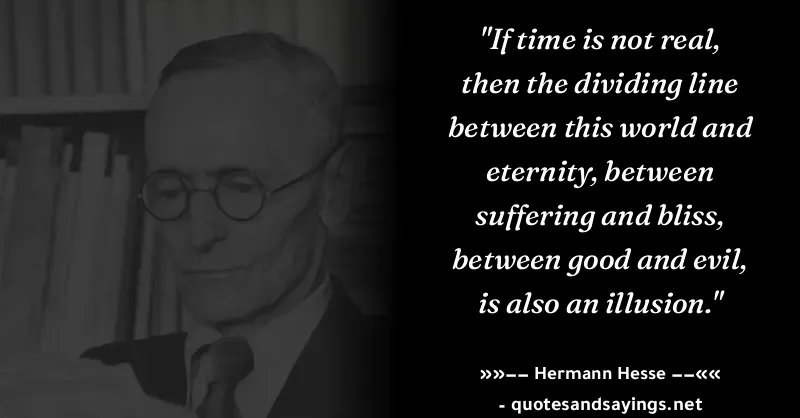 "If time is not real,
then the dividing line
between this world and
eternity, between
suffering and bliss,
between good and evil,
is also an illusion."
»»−− Hermann Hesse −−««
- quotesandsayings.net